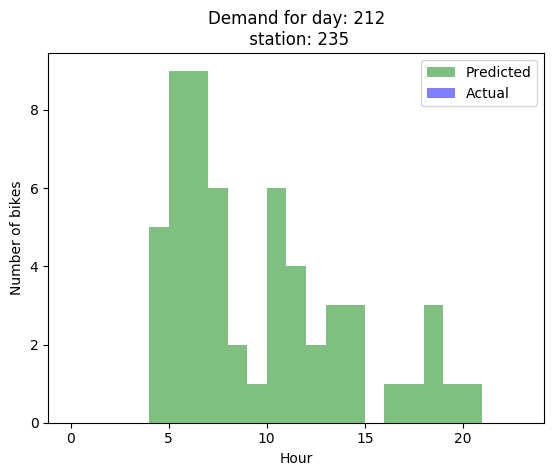 Demand for day: 212
station: 235
Predicted
Actual
Number of bikes
8
6
4
2
0
0
5
10
15
20
Hour